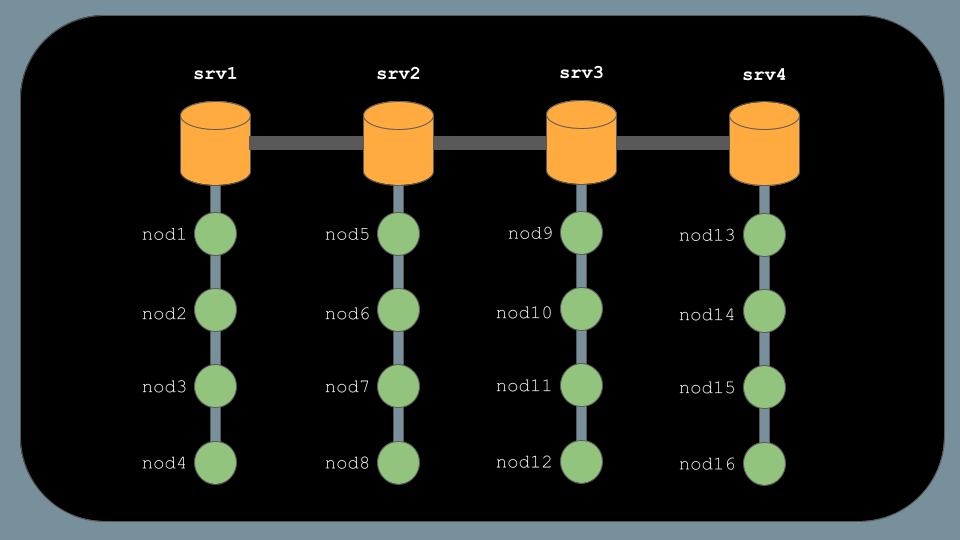 srv1 srv2 srv3 srv4
nod1 nod5 nod9 nod13
nod2 nod6 nod10 nod14
nod3 nod7 nod11 nod15
nod4 nod8 nod12 nod16